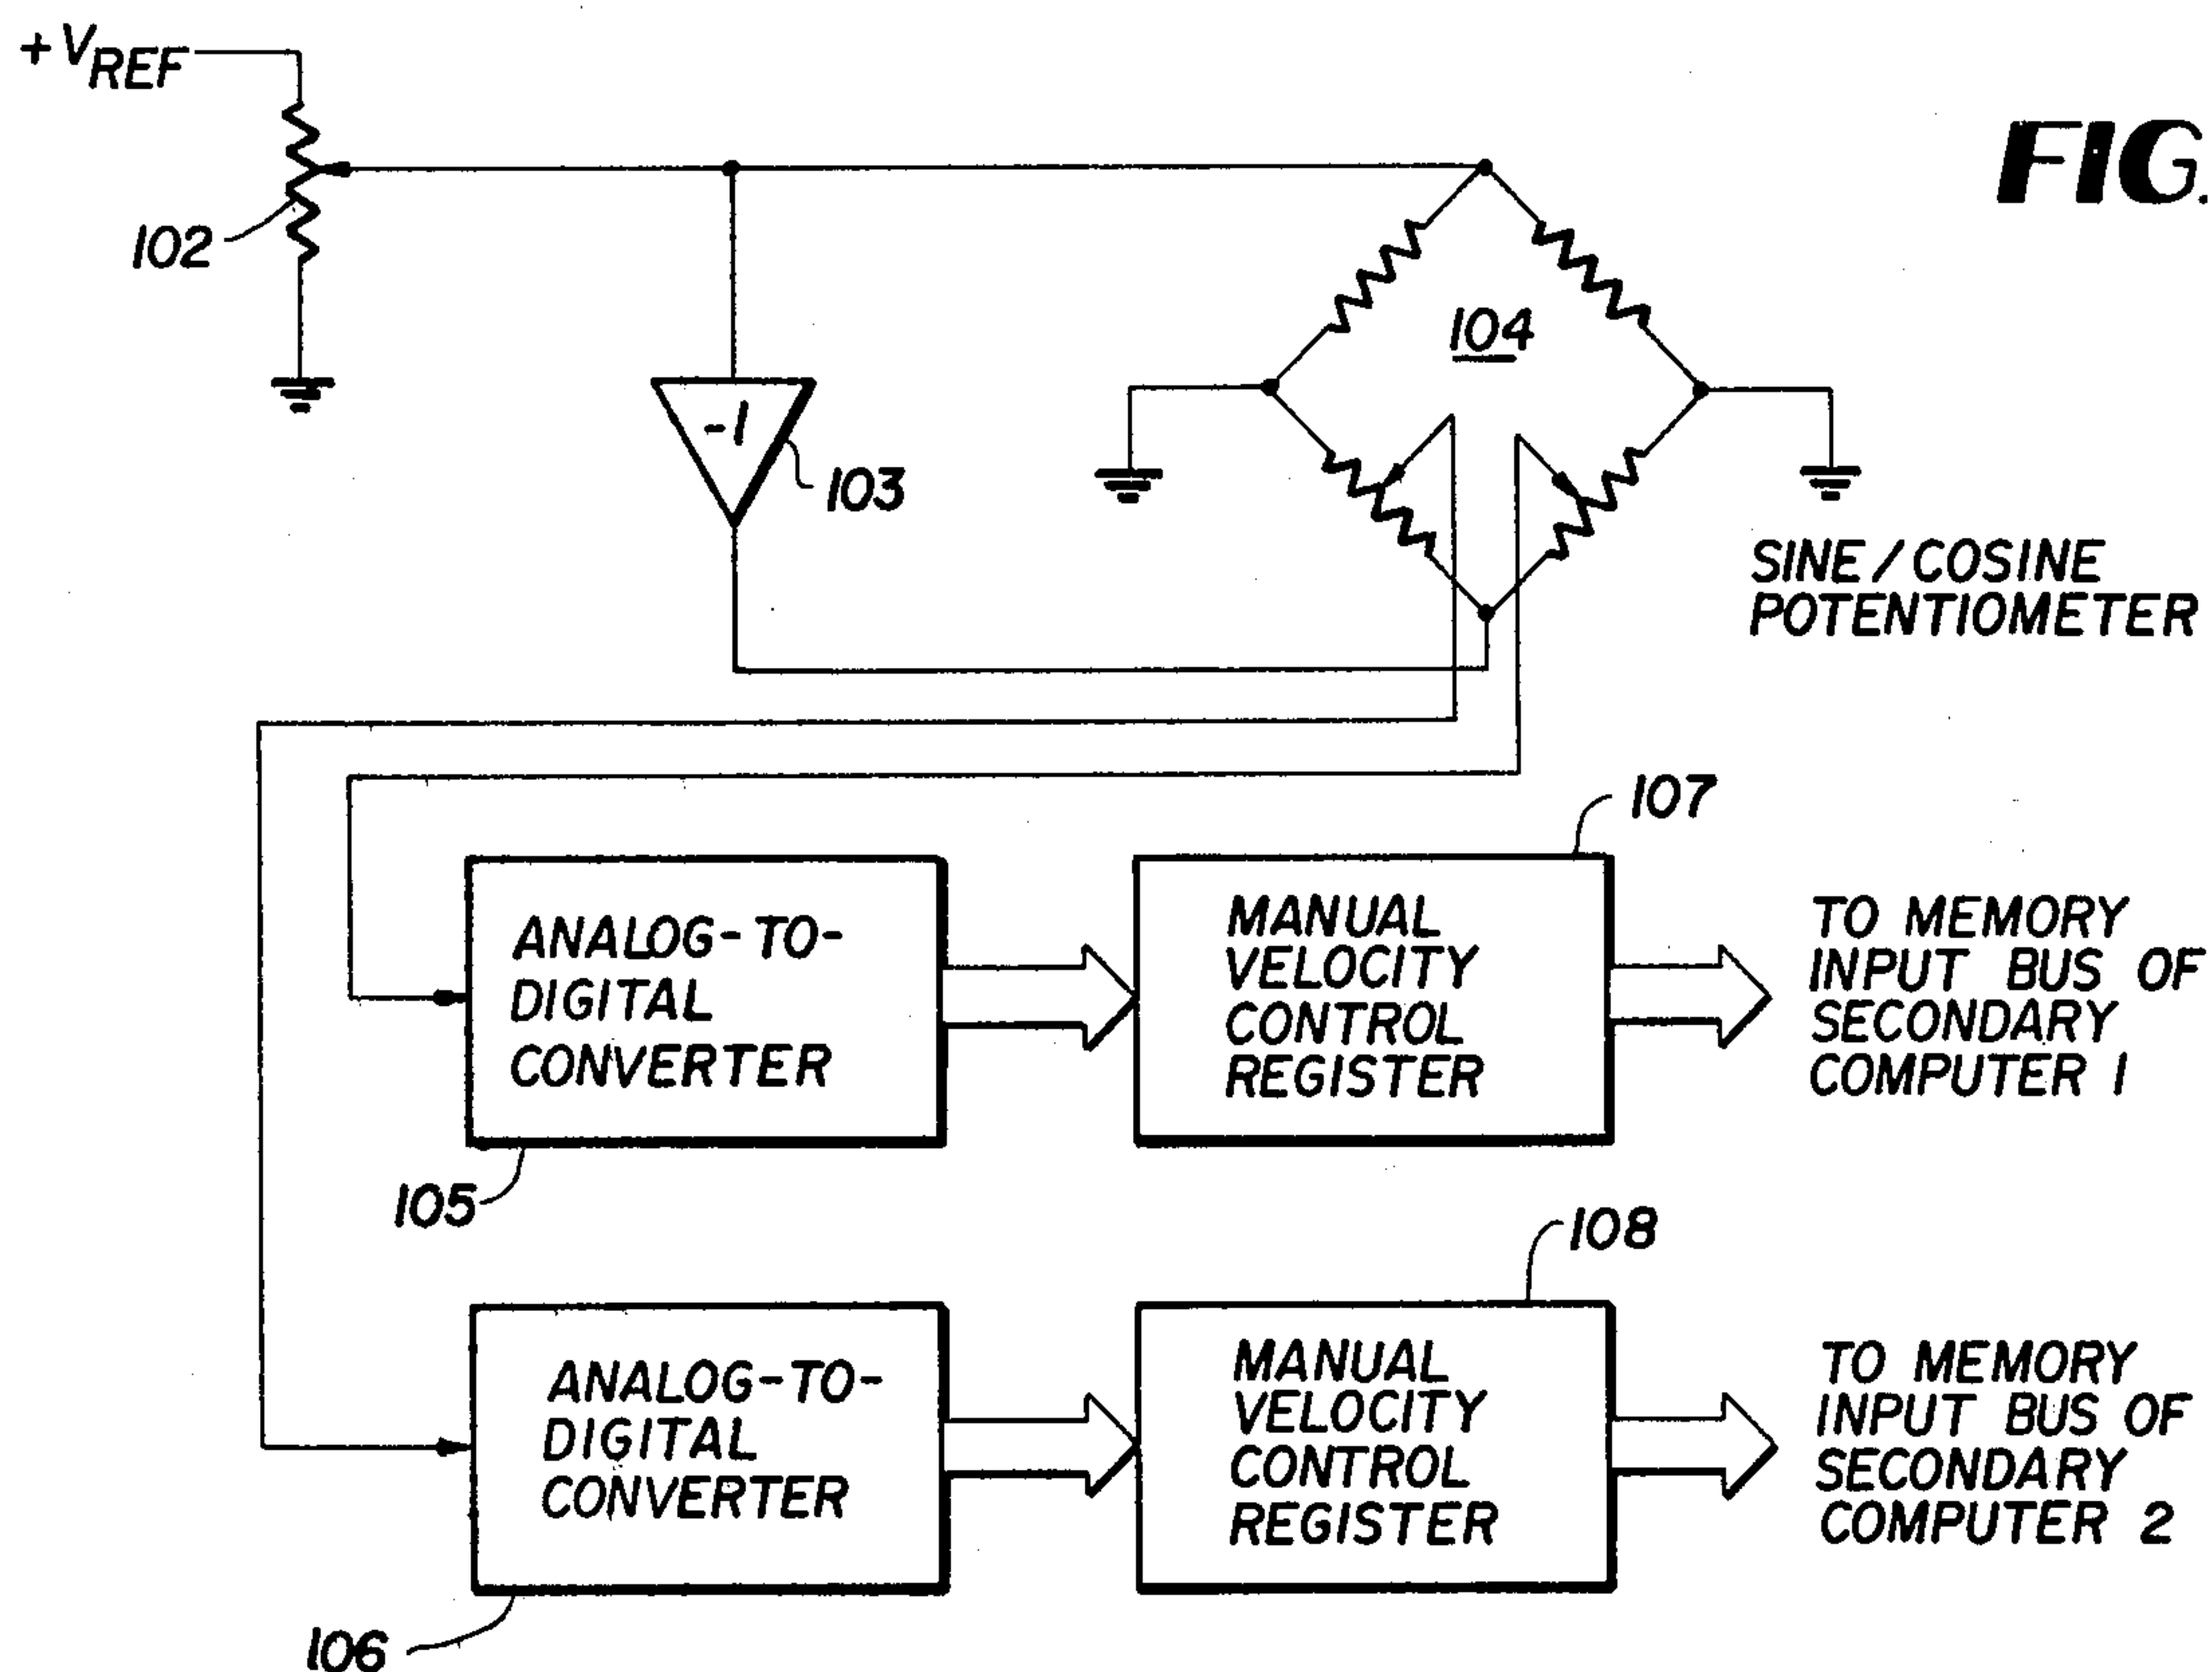 +VREF
FIG.
102
104
-1
103
SINE/COSINE
POTENTIOMETER
107
ANALOG-TO-
DIGITAL
CONVERTER
MANUAL
VELOCITY
CONTROL
REGISTER
TO MEMORY
INPUT BUS OF
SECONDARY
COMPUTER 1
105
108
ANALOG-TO-
DIGITAL
CONVERTER
MANUAL
VELOCITY
CONTROL
REGISTER
TO MEMORY
INPUT BUS OF
SECONDARY
COMPUTER 2
106